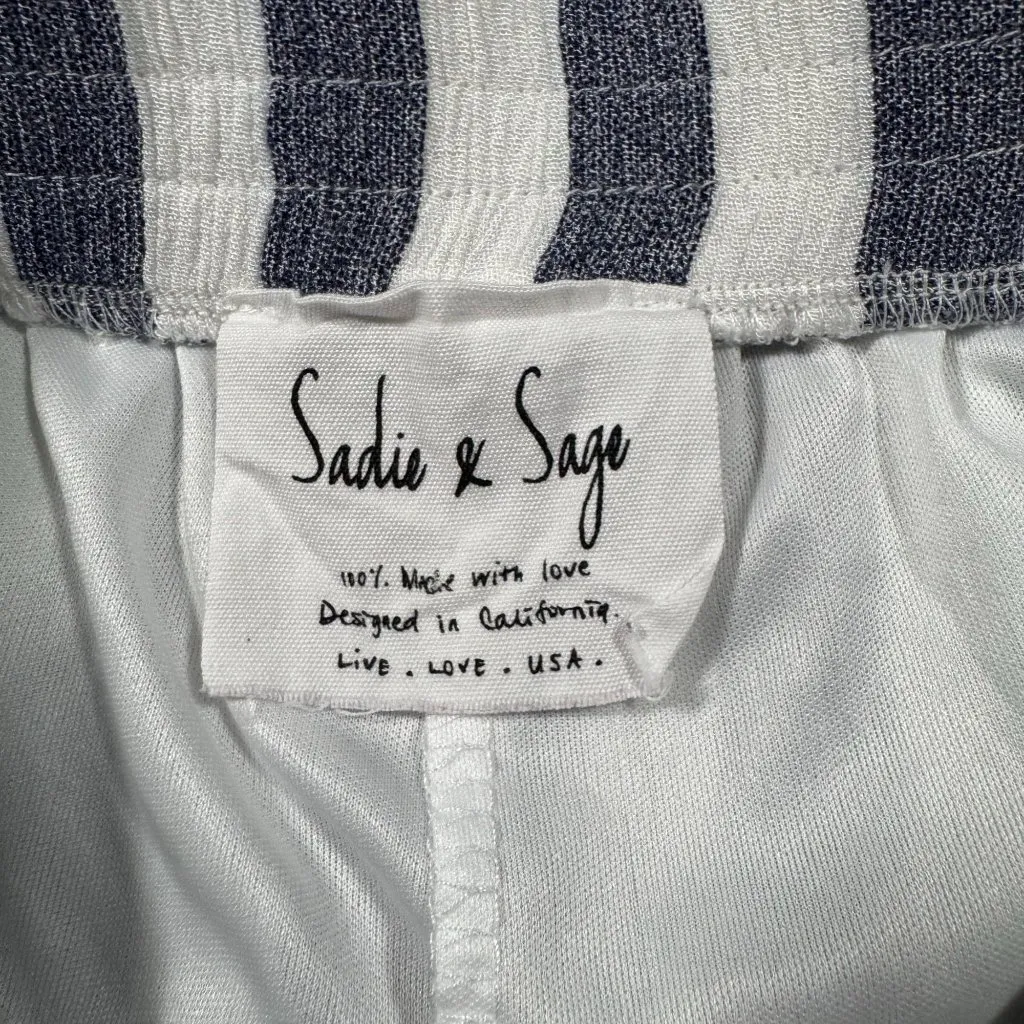 Sadie & Sage
100% Made with love
Designed in California.
LIVE . LOVE . USA .